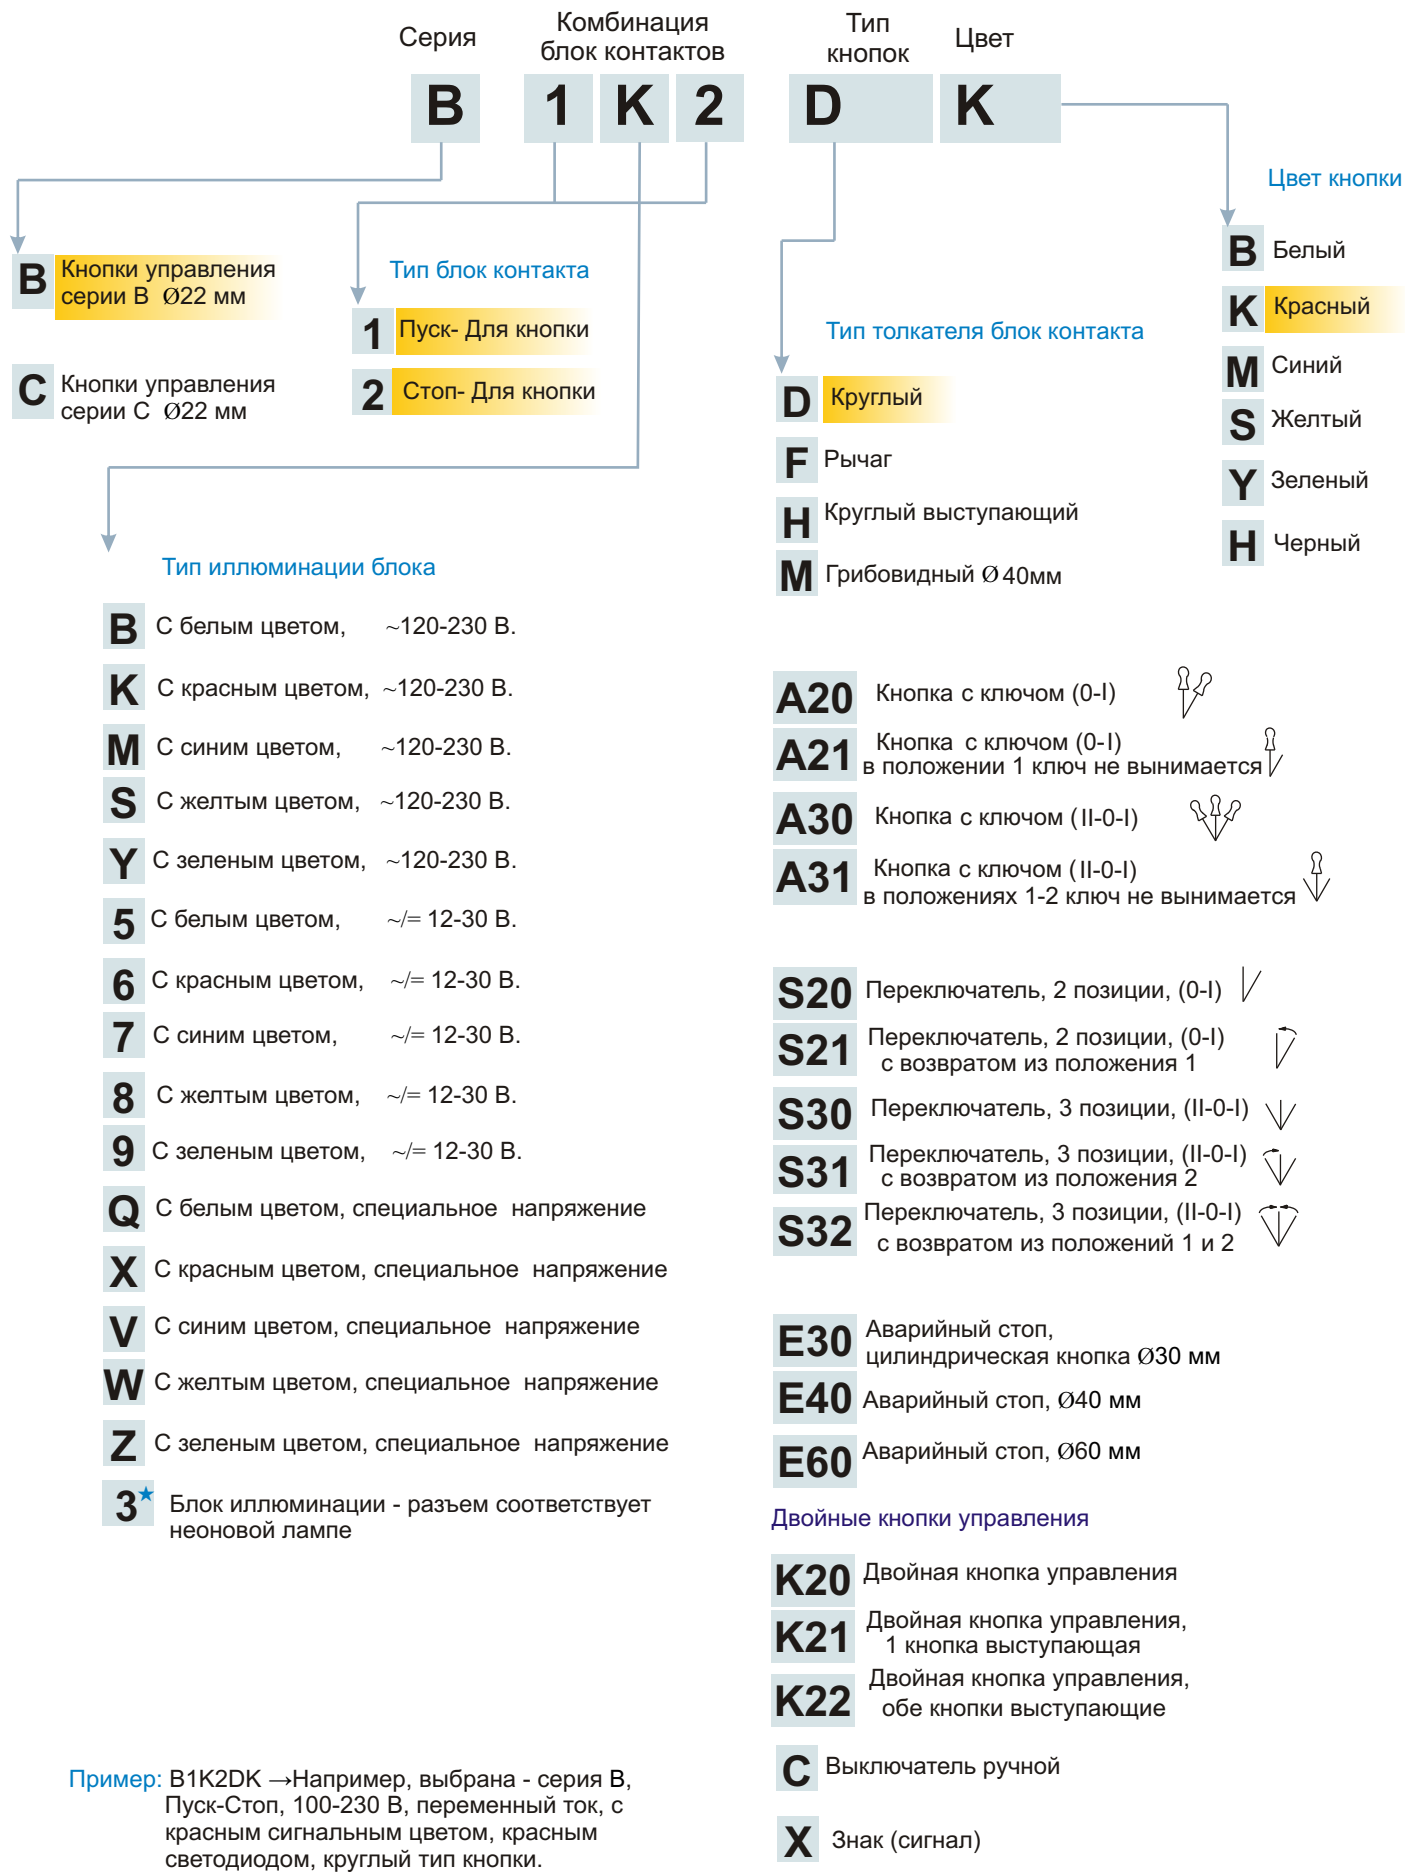 Серия
Комбинация
блок контактов
Тип
кнопок
Цвет
B 1 K 2 D K
B
Кнопки управления
серии B Ø22 мм
C
Кнопки управления
серии C Ø22 мм
Тип блок контакта
1 Пуск- Для кнопки
2 Стоп- Для кнопки
Тип иллюминации блока
B С белым цветом, ~120-230 В.
K С красным цветом, ~120-230 В.
M С синим цветом, ~120-230 В.
S С желтым цветом, ~120-230 В.
Y С зеленым цветом, ~120-230 В.
5 С белым цветом, ~/= 12-30 В.
6 С красным цветом, ~/= 12-30 В.
7 С синим цветом, ~/= 12-30 В.
8 С желтым цветом, ~/= 12-30 В.
9 С зеленым цветом, ~/= 12-30 В.
Q С белым цветом, специальное напряжение
X С красным цветом, специальное напряжение
V С синим цветом, специальное напряжение
W С желтым цветом, специальное напряжение
Z С зеленым цветом, специальное напряжение
3★ Блок иллюминации - разъем соответствует
неоновой лампе
Пример: B1K2DK →Например, выбрана - серия B,
Пуск-Стоп, 100-230 В, переменный ток, с
красным сигнальным цветом, красным
светодиодом, круглый тип кнопки.
Тип толкателя блок контакта
D Круглый
F Рычаг
H Круглый выступающий
M Грибовидный Ø 40мм
A20 Кнопка с ключом (0-I)
A21 Кнопка с ключом (0-I)
в положении 1 ключ не вынимается
A30 Кнопка с ключом (II-0-I)
A31 Кнопка с ключом (II-0-I)
в положениях 1-2 ключ не вынимается
S20 Переключатель, 2 позиции, (0-I)
S21 Переключатель, 2 позиции, (0-I)
с возвратом из положения 1
S30 Переключатель, 3 позиции, (II-0-I)
S31 Переключатель, 3 позиции, (II-0-I)
с возвратом из положения 2
S32 Переключатель, 3 позиции, (II-0-I)
с возвратом из положений 1 и 2
E30 Аварийный стоп,
цилиндрическая кнопка Ø30 мм
E40 Аварийный стоп, Ø40 мм
E60 Аварийный стоп, Ø60 мм
Двойные кнопки управления
K20 Двойная кнопка управления
K21 Двойная кнопка управления,
1 кнопка выступающая
K22 Двойная кнопка управления,
обе кнопки выступающие
C Выключатель ручной
X Знак (сигнал)
Цвет кнопки
B Белый
K Красный
M Синий
S Желтый
Y Зеленый
H Черный